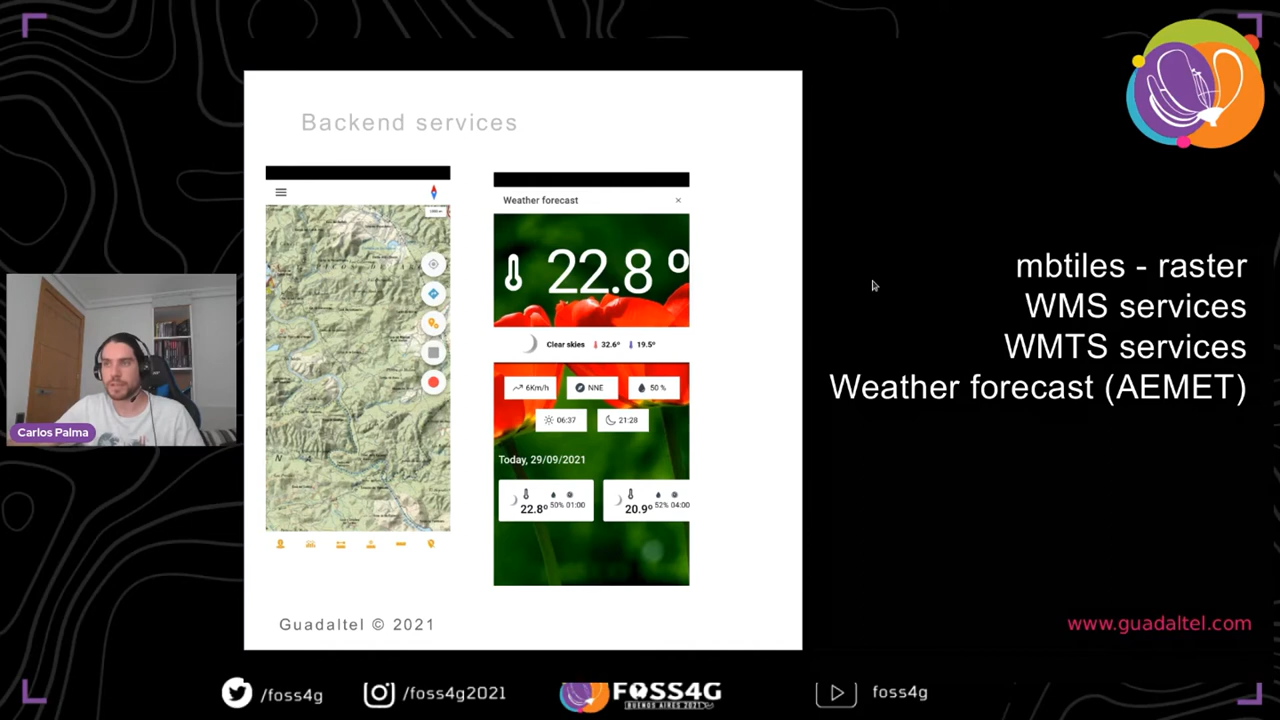 Backend services
Weather forecast
22.8º
Clear skies 32.6º 19.5º
6Km/h NNE 50 %
06:37 21:28
Today, 29/09/2021
22.8º 50% 01:00 20.9º 52% 04:00
Guadaltel © 2021
mbtiles - raster
WMS services
WMTS services
Weather forecast (AEMET)
Carlos Palma
www.guadaltel.com
/foss4g
/foss4g2021
FOSS4G
BUENOS AIRES 2021
foss4g